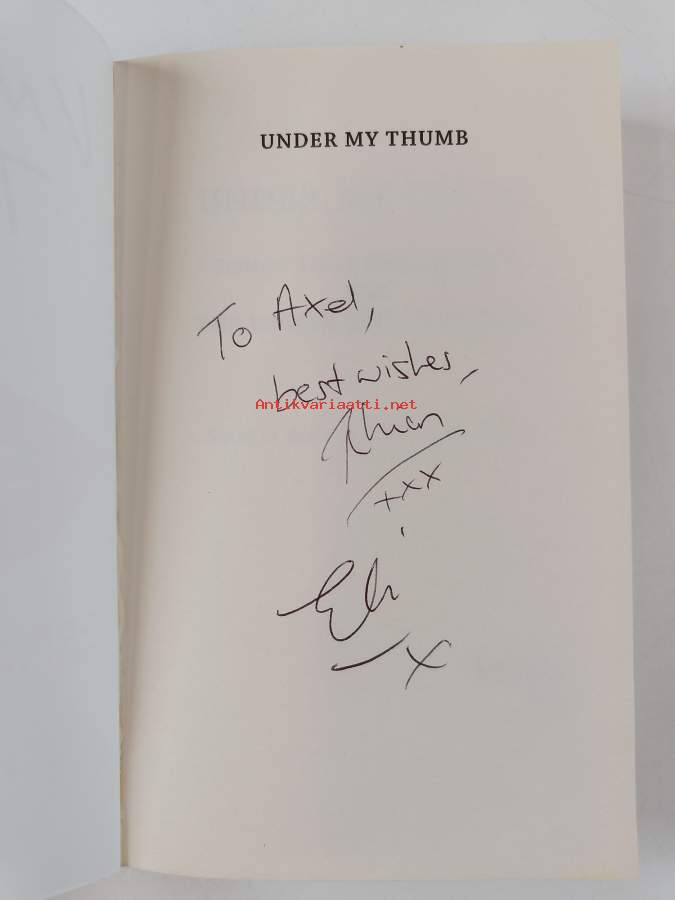 UNDER MY THUMB
To Axel,
best wishes,
Antikvariaatti.net
Rhian
xxx
Eli
x